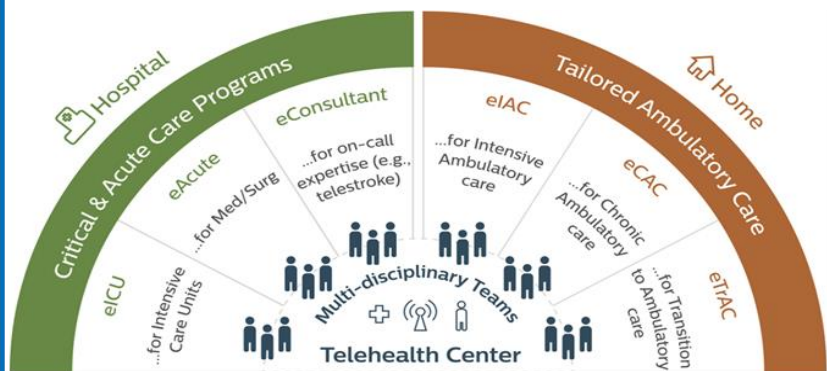 Hospital
Critical & Acute Care Programs
eICU
...for Intensive
Care Units
eAcute
...for Med/Surg
eConsultant
...for on-call
expertise (e.g.,
telestroke)
Home
Tailored Ambulatory Care
eIAC
...for Intensive
Ambulatory
care
eCAC
...for Chronic
Ambulatory
care
eTrAC
...for Transition
to Ambulatory
care
Multi-disciplinary Teams
Telehealth Center